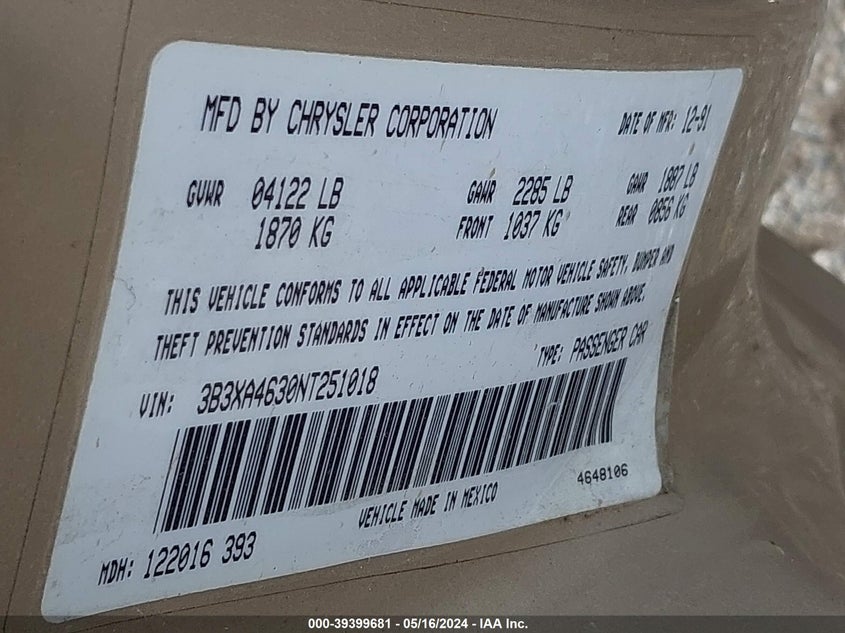 MFD BY CHRYSLER CORPORATION DATE OF MFR: 12-91
GVWR 04122 LB GAWR 2285 LB GAWR 1887 LB
1870 KG FRONT 1037 KG REAR 0856 KG
THIS VEHICLE CONFORMS TO ALL APPLICABLE FEDERAL MOTOR VEHICLE SAFETY, BUMPER AND
THEFT PREVENTION STANDARDS IN EFFECT ON THE DATE OF MANUFACTURE SHOWN ABOVE.
VIN: 3B3XA4630NT251018 TYPE: PASSENGER CAR
4648106
VEHICLE MADE IN MEXICO
MDH: 122016 393
000-39399681 - 05/16/2024 - IAA Inc.